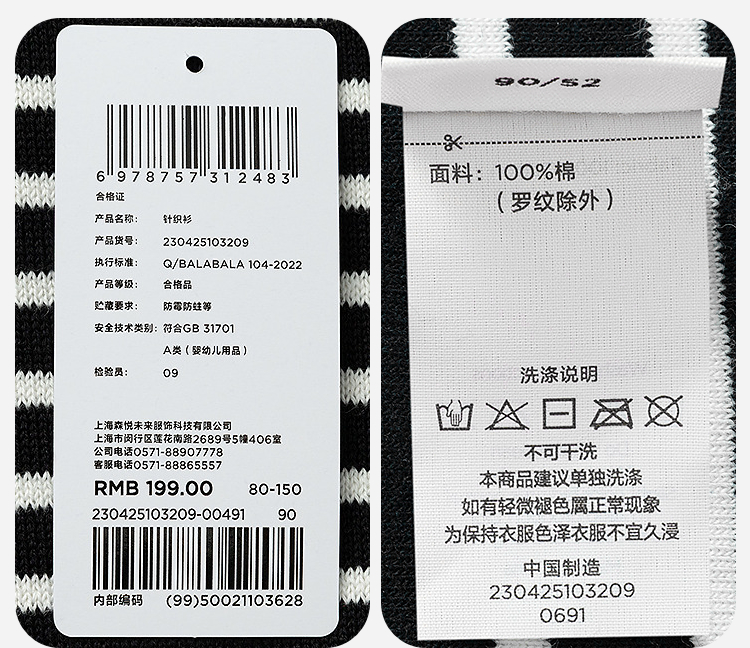 6 978757 312483
合格证
产品名称: 针织衫
产品货号: 230425103209
执行标准: Q/BALABALA 104-2022
产品等级: 合格品
贮藏要求: 防霉防蛀等
安全技术类别: 符合GB 31701
A类 ( 婴幼儿用品 )
检验员: 09
上海森悦未来服饰科技有限公司
上海市闵行区莲花南路2689号5幢406室
公司电话0571-88907778
客服电话0571-88865557
RMB 199.00 80-150
230425103209-00491 90
内部编码 (99)50021103628
90/52
面料: 100%棉
( 罗纹除外 )
洗涤说明
不可干洗
本商品建议单独洗涤
如有轻微褪色属正常现象
为保持衣服色泽衣服不宜久浸
中国制造
230425103209
0691